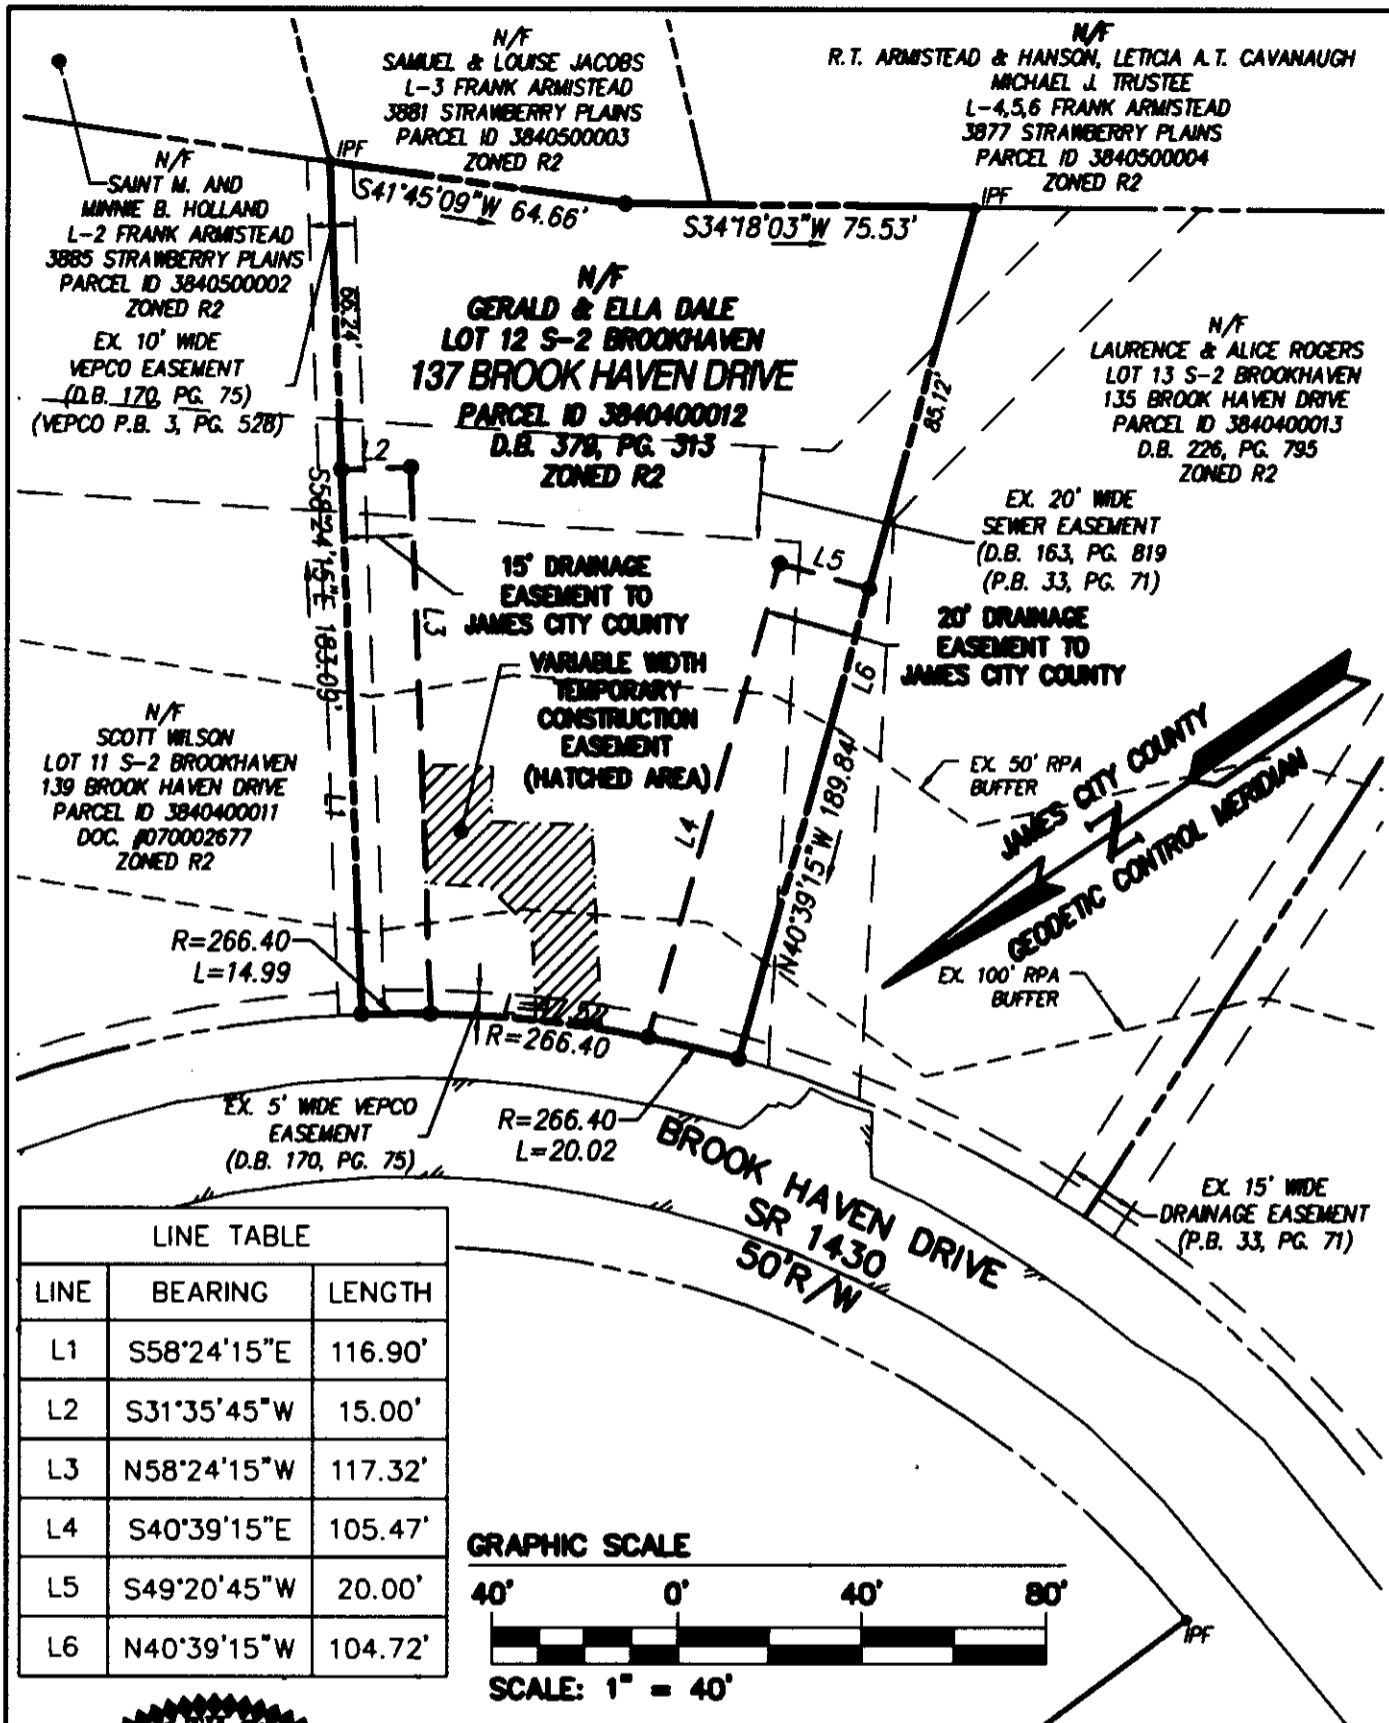 N/F
SAMUEL & LOUISE JACOBS
L-3 FRANK ARMISTEAD
3881 STRAWBERRY PLAINS
PARCEL ID 3840500003
ZONED R2
N/F
R.T. ARMISTEAD & HANSON, LETICIA A.T. CAVANAUGH
MICHAEL J. TRUSTEE
L-4,5,6 FRANK ARMISTEAD
3877 STRAWBERRY PLAINS
PARCEL ID 3840500004
ZONED R2
IPF
IPF
S41°45'09"W 64.66'
S34°18'03"W 75.53'
N/F
SAINT M. AND
MINNIE B. HOLLAND
L-2 FRANK ARMISTEAD
3885 STRAWBERRY PLAINS
PARCEL ID 3840500002
ZONED R2
EX. 10' WIDE
VEPCO EASEMENT
(D.B. 170, PG. 75)
(VEPCO P.B. 3, PG. 528)
66.24'
N/F
GERALD & ELLA DALE
LOT 12 S-2 BROOKHAVEN
137 BROOK HAVEN DRIVE
PARCEL ID 3840400012
D.B. 379, PG. 313
ZONED R2
85.12'
N/F
LAURENCE & ALICE ROGERS
LOT 13 S-2 BROOKHAVEN
135 BROOK HAVEN DRIVE
PARCEL ID 3840400013
D.B. 226, PG. 795
ZONED R2
L2
S58°24'15"E 183.09'
EX. 20' WIDE
SEWER EASEMENT
(D.B. 163, PG. 819
(P.B. 33, PG. 71)
15' DRAINAGE
EASEMENT TO
JAMES CITY COUNTY
L3
L5
20' DRAINAGE
EASEMENT TO
JAMES CITY COUNTY
L6
VARIABLE WIDTH
TEMPORARY
CONSTRUCTION
EASEMENT
(HATCHED AREA)
N/F
SCOTT WILSON
LOT 11 S-2 BROOKHAVEN
139 BROOK HAVEN DRIVE
PARCEL ID 3840400011
DOC. #070002677
ZONED R2
L1
L4
N40°39'15"W 189.84'
EX. 50' RPA
BUFFER
JAMES CITY COUNTY
N
GEODETIC CONTROL MERIDIAN
EX. 100' RPA
BUFFER
R=266.40
L=14.99
R=266.40
EX. 5' WIDE VEPCO
EASEMENT
(D.B. 170, PG. 75)
R=266.40
L=20.02
BROOK HAVEN DRIVE
SR 1430
50'R/W
EX. 15' WIDE
DRAINAGE EASEMENT
(P.B. 33, PG. 71)
LINE TABLE
LINE BEARING LENGTH
L1 S58°24'15"E 116.90'
L2 S31°35'45"W 15.00'
L3 N58°24'15"W 117.32'
L4 S40°39'15"E 105.47'
L5 S49°20'45"W 20.00'
L6 N40°39'15"W 104.72'
GRAPHIC SCALE
40' 0' 40' 80'
SCALE: 1" = 40'
IPF